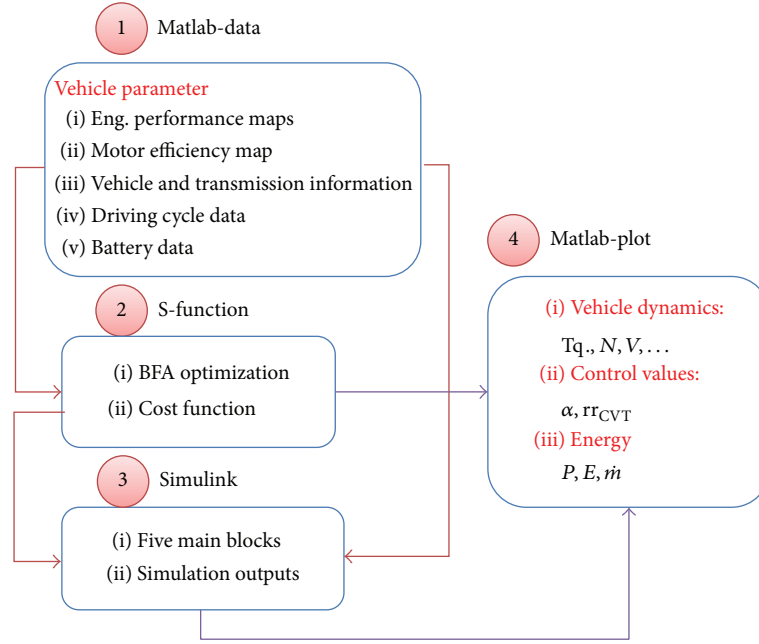 1 Matlab-data
Vehicle parameter
(i) Eng. performance maps
(ii) Motor efficiency map
(iii) Vehicle and transmission information
(iv) Driving cycle data
(v) Battery data
2 S-function
(i) BFA optimization
(ii) Cost function
3 Simulink
(i) Five main blocks
(ii) Simulation outputs
4 Matlab-plot
(i) Vehicle dynamics:
Tq., N, V, . . .
(ii) Control values:
α, rr_CVT
(iii) Energy
P, E, ṁ